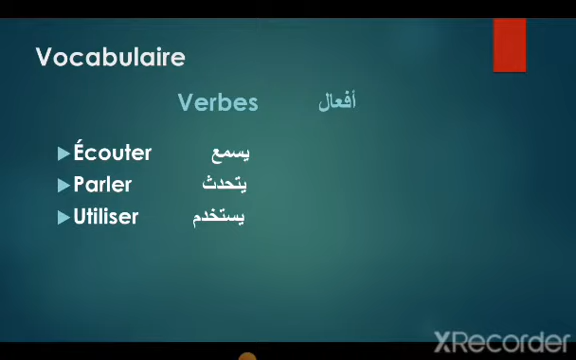 Vocabulaire
Verbes أفعال
Écouter يسمع
Parler يتحدث
Utiliser يستخدم
XRecorder